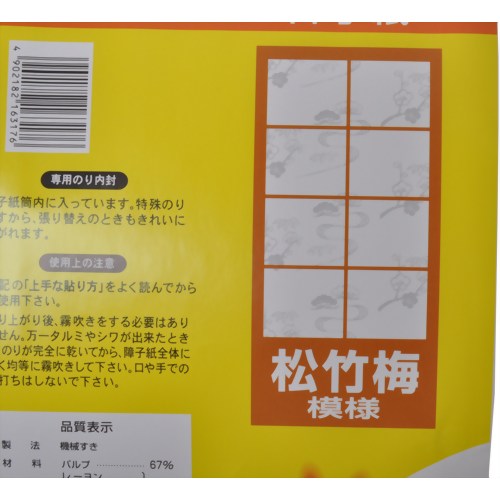 4902182163176
専用のり内封
子紙筒内に入っています。特殊のり
すから、張り替えのときもきれいに
がれます。
使用上の注意
記の「上手な貼り方」をよく読んでから
使用下さい。
り上がり後、霧吹きをする必要はあり
せん。万一タルミやシワが出来たとき
のりが完全に乾いてから、障子紙全体に
く均等に霧吹きして下さい。口や手での
打ちはしないで下さい。
品質表示
製 法 機械すき
材 料 パルプ ………… 67%
レーヨン
松竹梅
模様